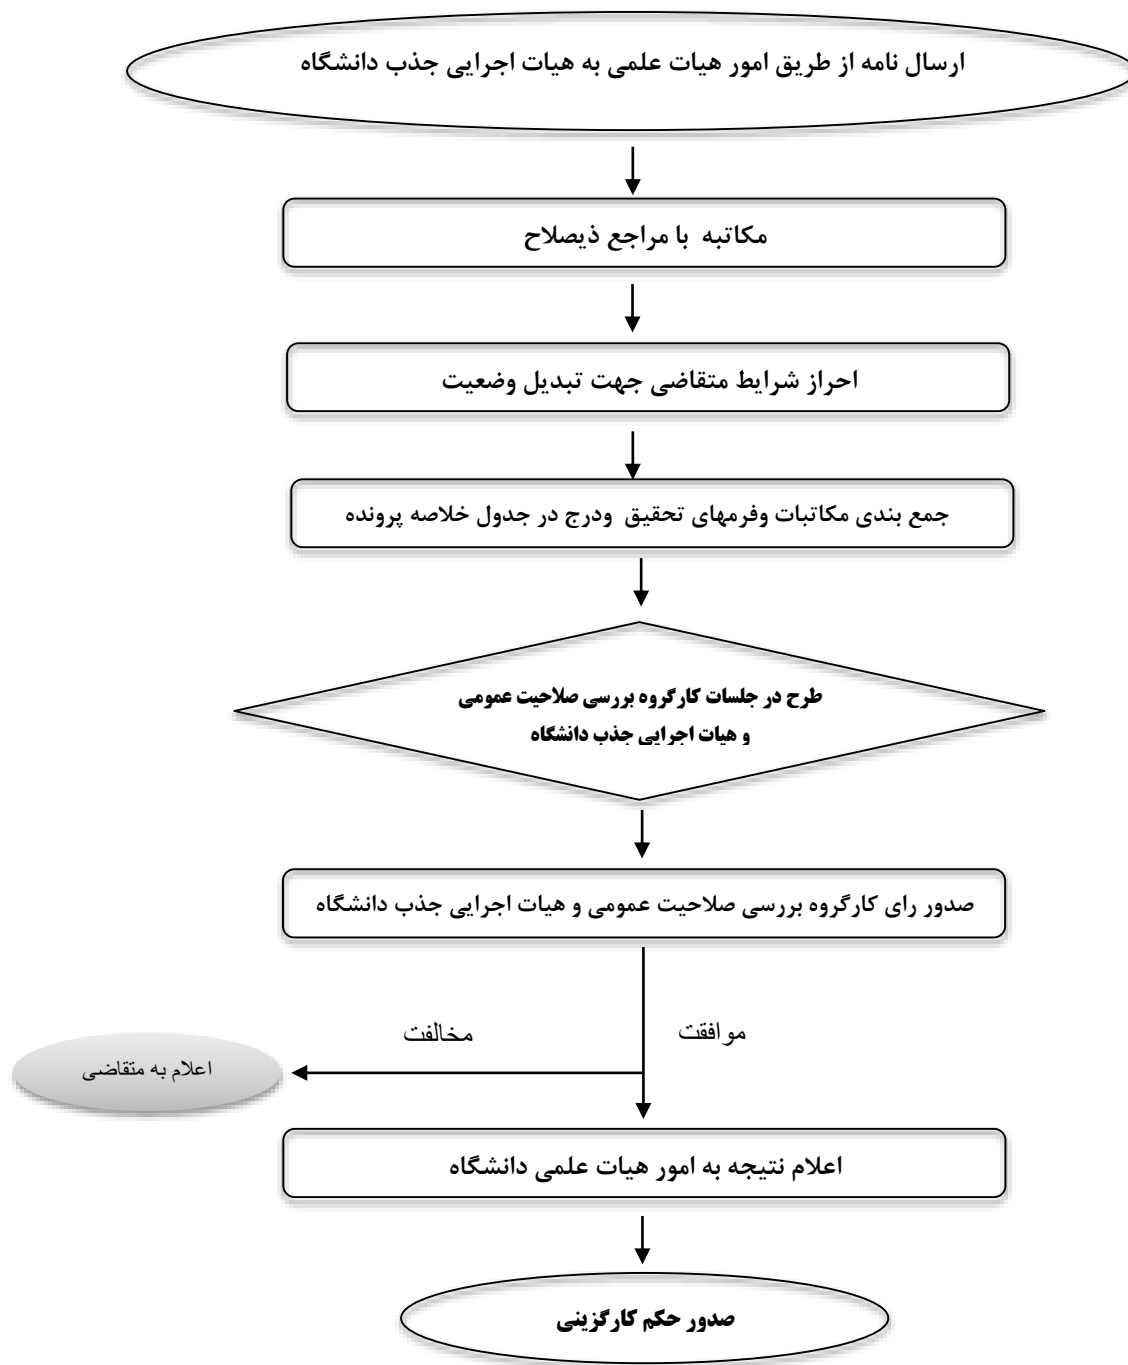 ارسال نامه از طریق امور هیات علمی به هیات اجرایی جذب دانشگاه
مکاتبه با مراجع ذیصلاح
احراز شرایط متقاضی جهت تبدیل وضعیت
جمع بندی مکاتبات وفرمهای تحقیق ودرج در جدول خلاصه پرونده
طرح در جلسات کارگروه بررسی صلاحیت عمومی
و هیات اجرایی جذب دانشگاه
صدور رای کارگروه بررسی صلاحیت عمومی و هیات اجرایی جذب دانشگاه
موافقت
مخالفت
اعلام به متقاضی
اعلام نتیجه به امور هیات علمی دانشگاه
صدور حکم کارگزینی